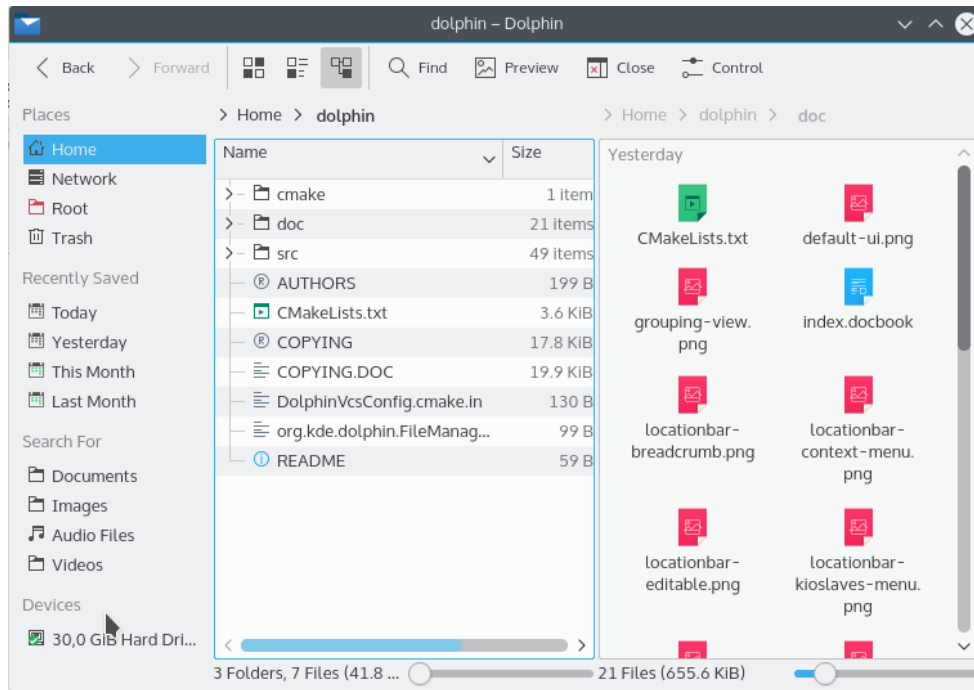 dolphin – Dolphin
Back Forward Find Preview Close Control
Places
Home
Network
Root
Trash
Recently Saved
Today
Yesterday
This Month
Last Month
Search For
Documents
Images
Audio Files
Videos
Devices
30,0 GiB Hard Dri...
> Home > dolphin
Name Size
cmake 1 item
doc 21 items
src 49 items
AUTHORS 199 B
CMakeLists.txt 3.6 KiB
COPYING 17.8 KiB
COPYING.DOC 19.9 KiB
DolphinVcsConfig.cmake.in 130 B
org.kde.dolphin.FileManag... 99 B
README 59 B
3 Folders, 7 Files (41.8 ...
> Home > dolphin > doc
Yesterday
CMakeLists.txt
default-ui.png
grouping-view.
png
index.docbook
locationbar-
breadcrumb.png
locationbar-
context-menu.
png
locationbar-
editable.png
locationbar-
kioslaves-menu.
png
21 Files (655.6 KiB)